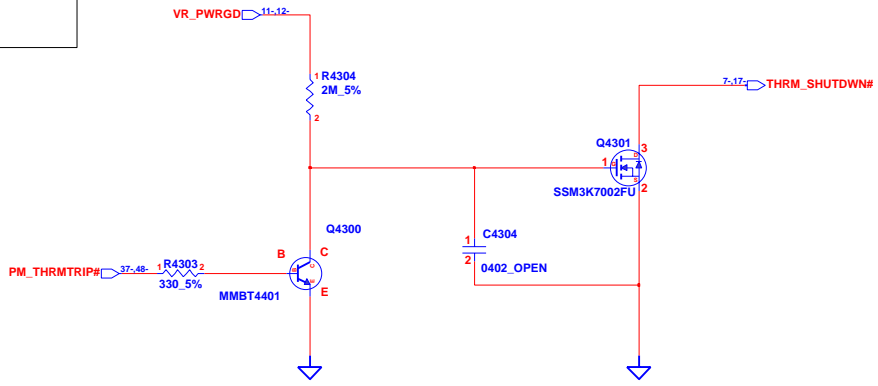 VR_PWRGD
11-,12-
1
R4304
2M_5%
2
7-,17-
THRM_SHUTDWN#
Q4301
3
D
1
G
S
2
SSM3K7002FU
Q4300
C4304
1
2
0402_OPEN
B
C
B
C
E
E
PM_THRMTRIP#
37-,48-
1
R4303
2
330_5%
MMBT4401